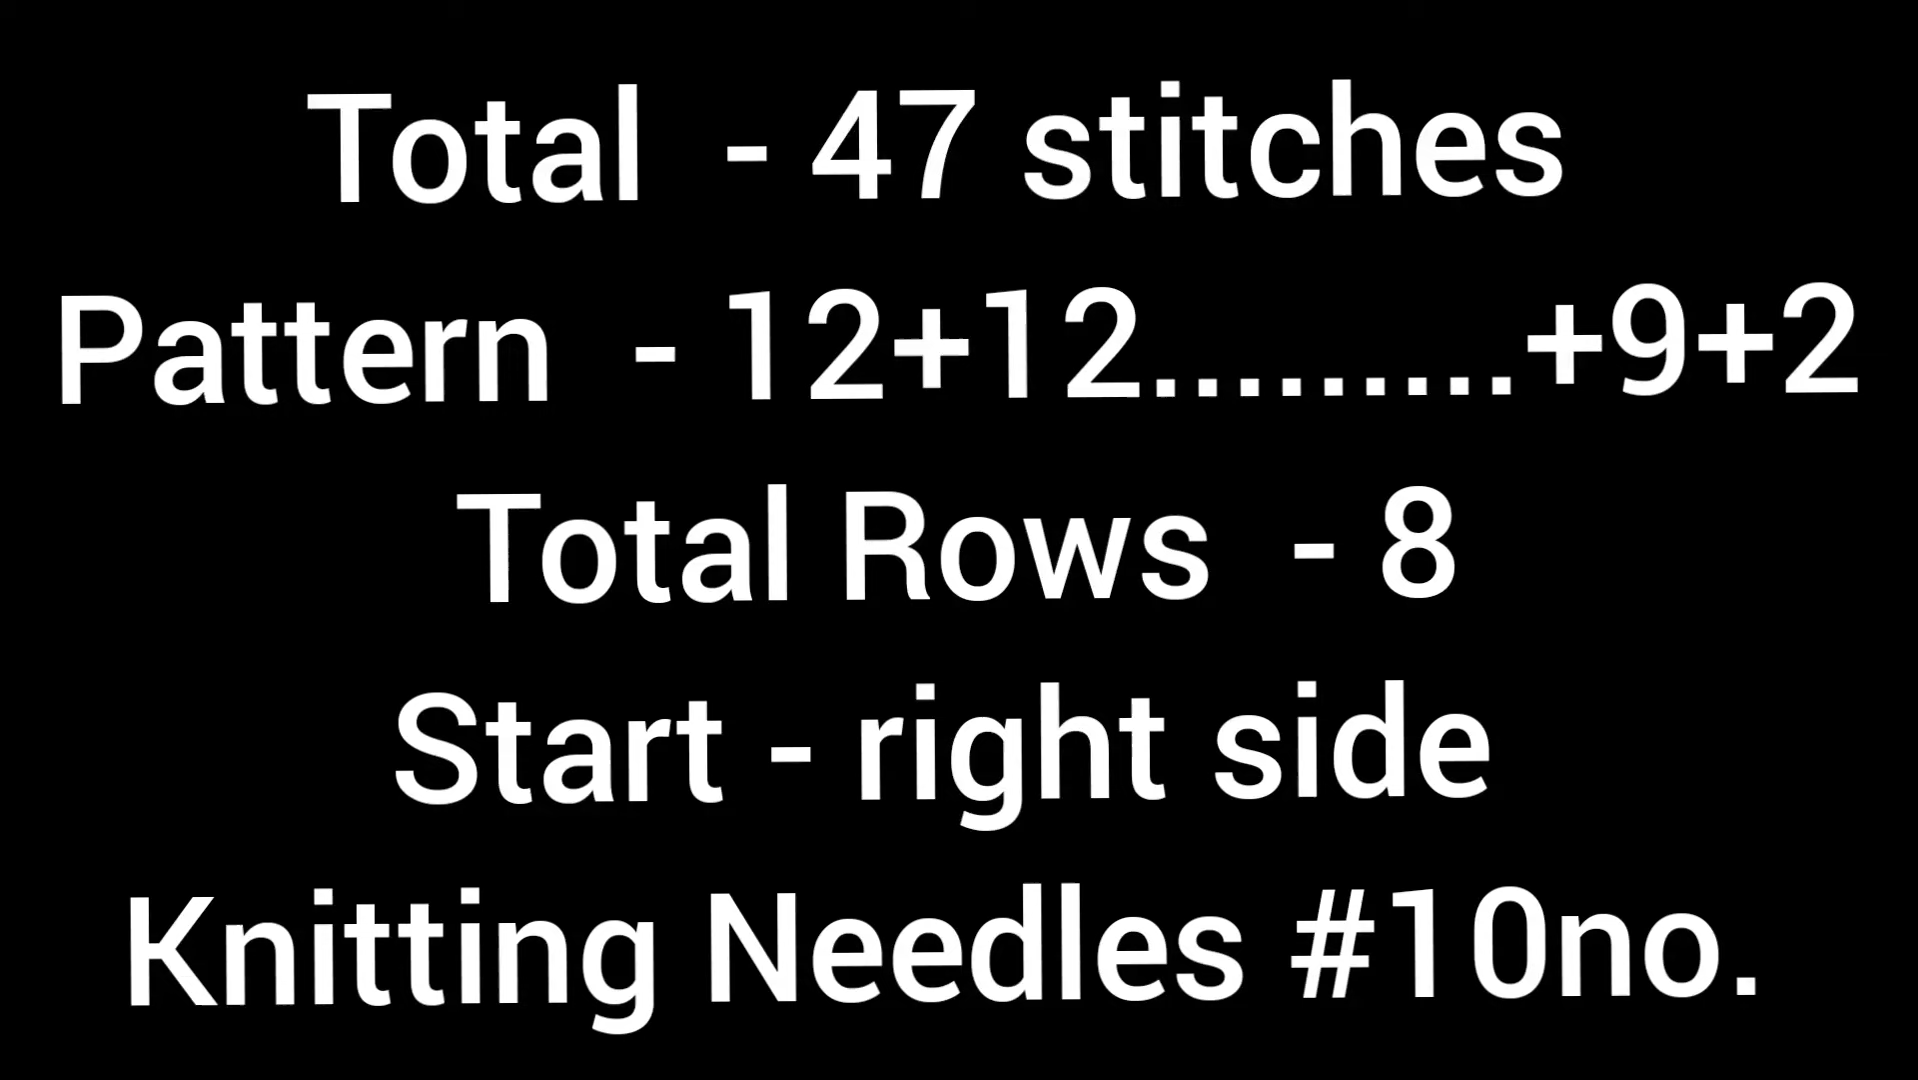 Total - 47 stitches
Pattern - 12+12.........+9+2
Total Rows - 8
Start - right side
Knitting Needles #10no.